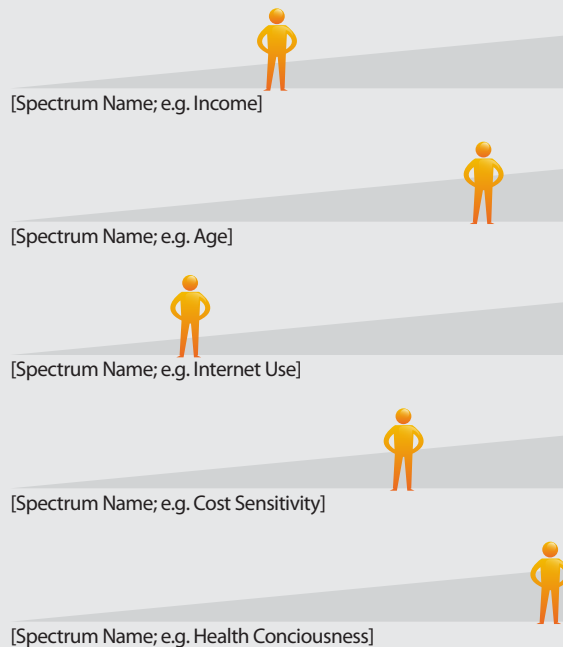 [Spectrum Name; e.g. Income]
[Spectrum Name; e.g. Age]
[Spectrum Name; e.g. Internet Use]
[Spectrum Name; e.g. Cost Sensitivity]
[Spectrum Name; e.g. Health Conciousness]